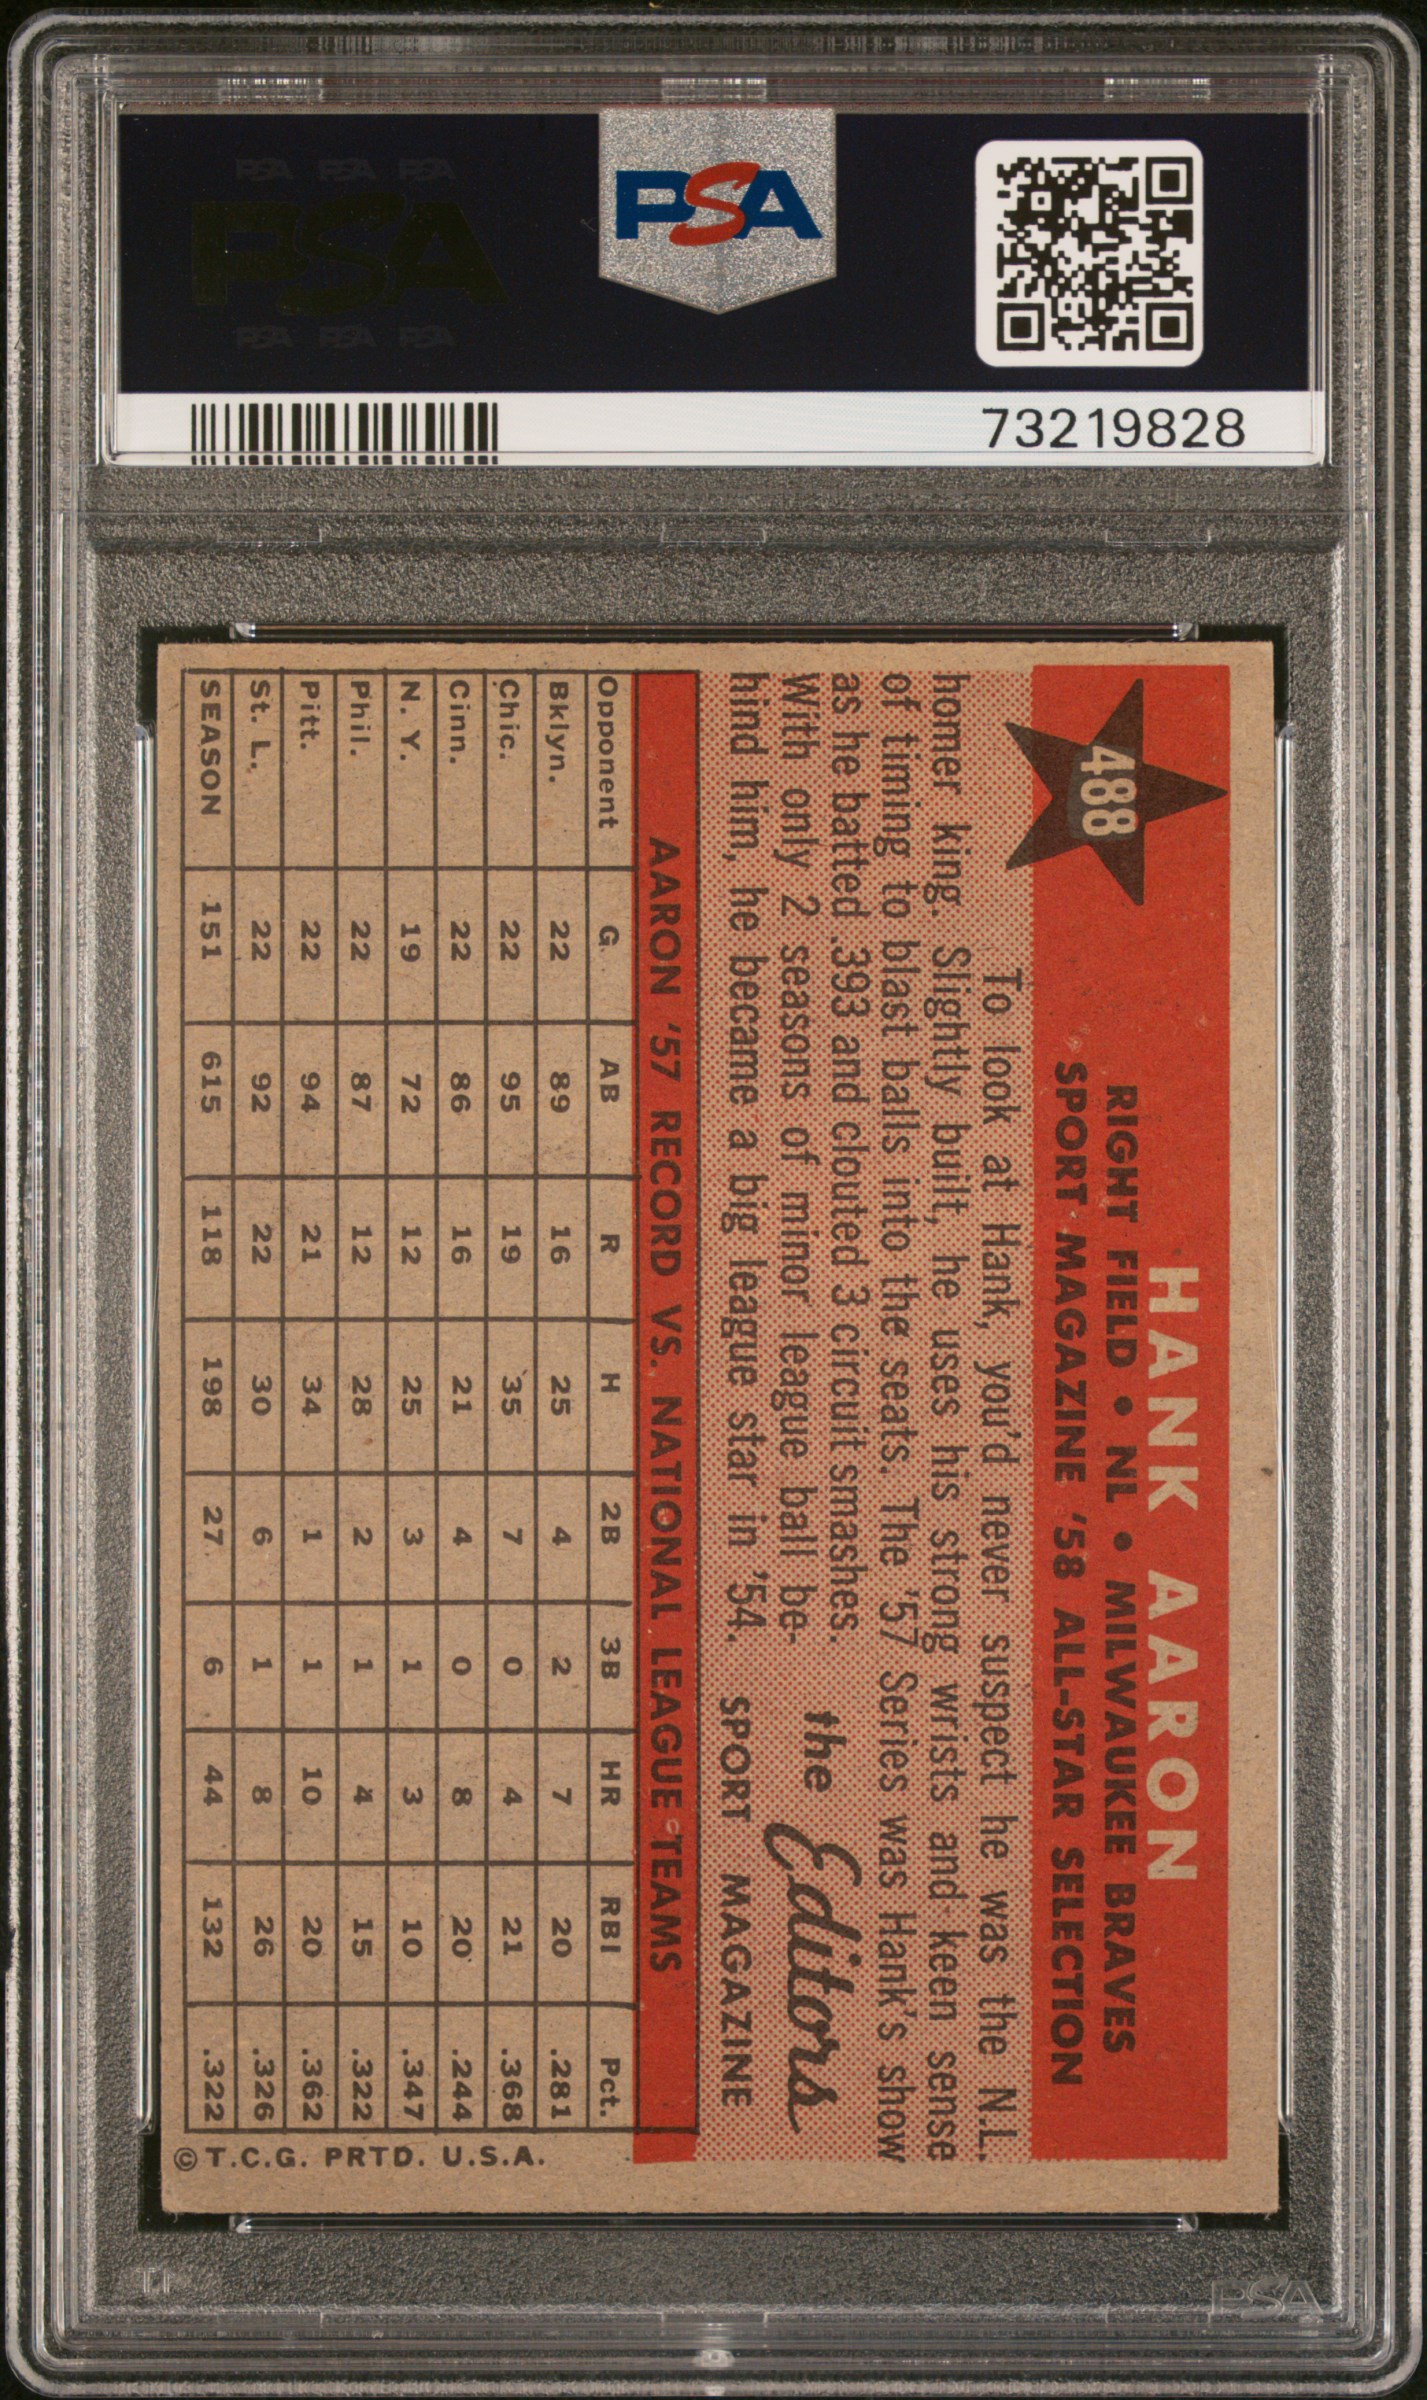 PSA PSA PSA
PSA
PSA PSA PSA
PSA
73219828
488
HANK AARON
RIGHT FIELD • NL • MILWAUKEE BRAVES
SPORT MAGAZINE '58 ALL-STAR SELECTION
To look at Hank, you'd never suspect he was the N.L.
homer king. Slightly built, he uses his strong wrists and keen sense
of timing to blast balls into the seats. The '57 Series was Hank's show
as he batted .393 and clouted 3 circuit smashes.
With only 2 seasons of minor league ball be-
hind him, he became a big league star in '54.
the Editors
SPORT MAGAZINE
AARON '57 RECORD VS. NATIONAL LEAGUE TEAMS
Opponent G AB R H 2B 3B HR RBI Pct.
Bklyn. 22 89 16 25 4 2 7 20 .281
Chic. 22 95 19 35 7 0 4 21 .368
Cinn. 22 86 16 21 4 0 8 20 .244
N. Y. 19 72 12 25 3 1 3 10 .347
Phil. 22 87 12 28 2 1 4 15 .322
Pitt. 22 94 21 34 1 1 10 20 .362
St. L. 22 92 22 30 6 1 8 26 .326
SEASON 151 615 118 198 27 6 44 132 .322
© T.C.G. PRTD. U.S.A.
PSA